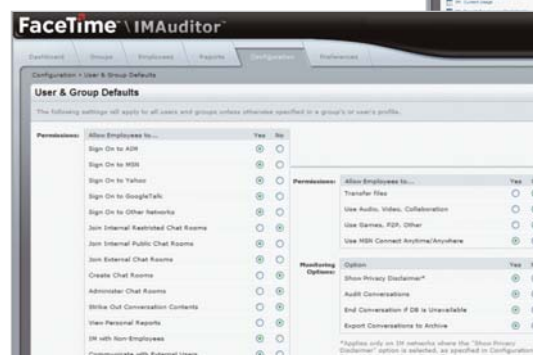 FaceTime \ IMAuditor
Dashboard Groups Employees Reports Configuration Preferences
Configuration > User & Group Defaults
User & Group Defaults
The following settings will apply to all users and groups unless otherwise specified in a group's or user's profile.
Permissions: Allow Employees to... Yes No
Sign On to AIM
Sign On to MSN
Sign On to Yahoo
Sign On to GoogleTalk
Sign On to Other Networks
Join Internal Restricted Chat Rooms
Join Internal Public Chat Rooms
Join External Chat Rooms
Create Chat Rooms
Administer Chat Rooms
Strike Out Conversation Contents
View Personal Reports
IM with Non-Employees
Communicate with External Users
Permissions: Allow Employees to... Yes
Transfer files
Use Audio, Video, Collaboration
Use Games, P2P, Other
Use MSN Connect Anytime/Anywhere
Monitoring Options: Option Yes
Show Privacy Disclaimer*
Audit Conversations
End Conversation if DB is Unavailable
Export Conversations to Archive
*Applies only on IM networks where the "Show Privacy
Disclaimer" option is selected, as specified in Configuration